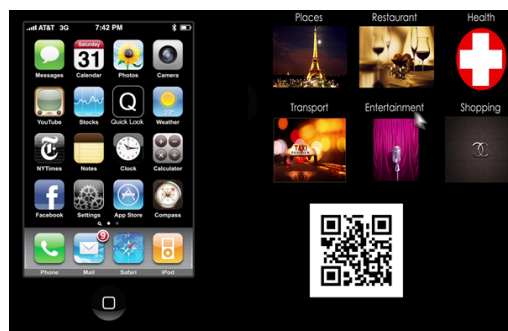 AT&T 3G 7:42 PM
Saturday
31
Messages Calendar Photos Camera
Q
YouTube Stocks Quick Look Weather
NYTimes Notes Clock Calculator
Facebook Settings App Store Compass
9
Phone Mail Safari iPod
Places Restaurant Health
TAXI
Transport Entertainment Shopping